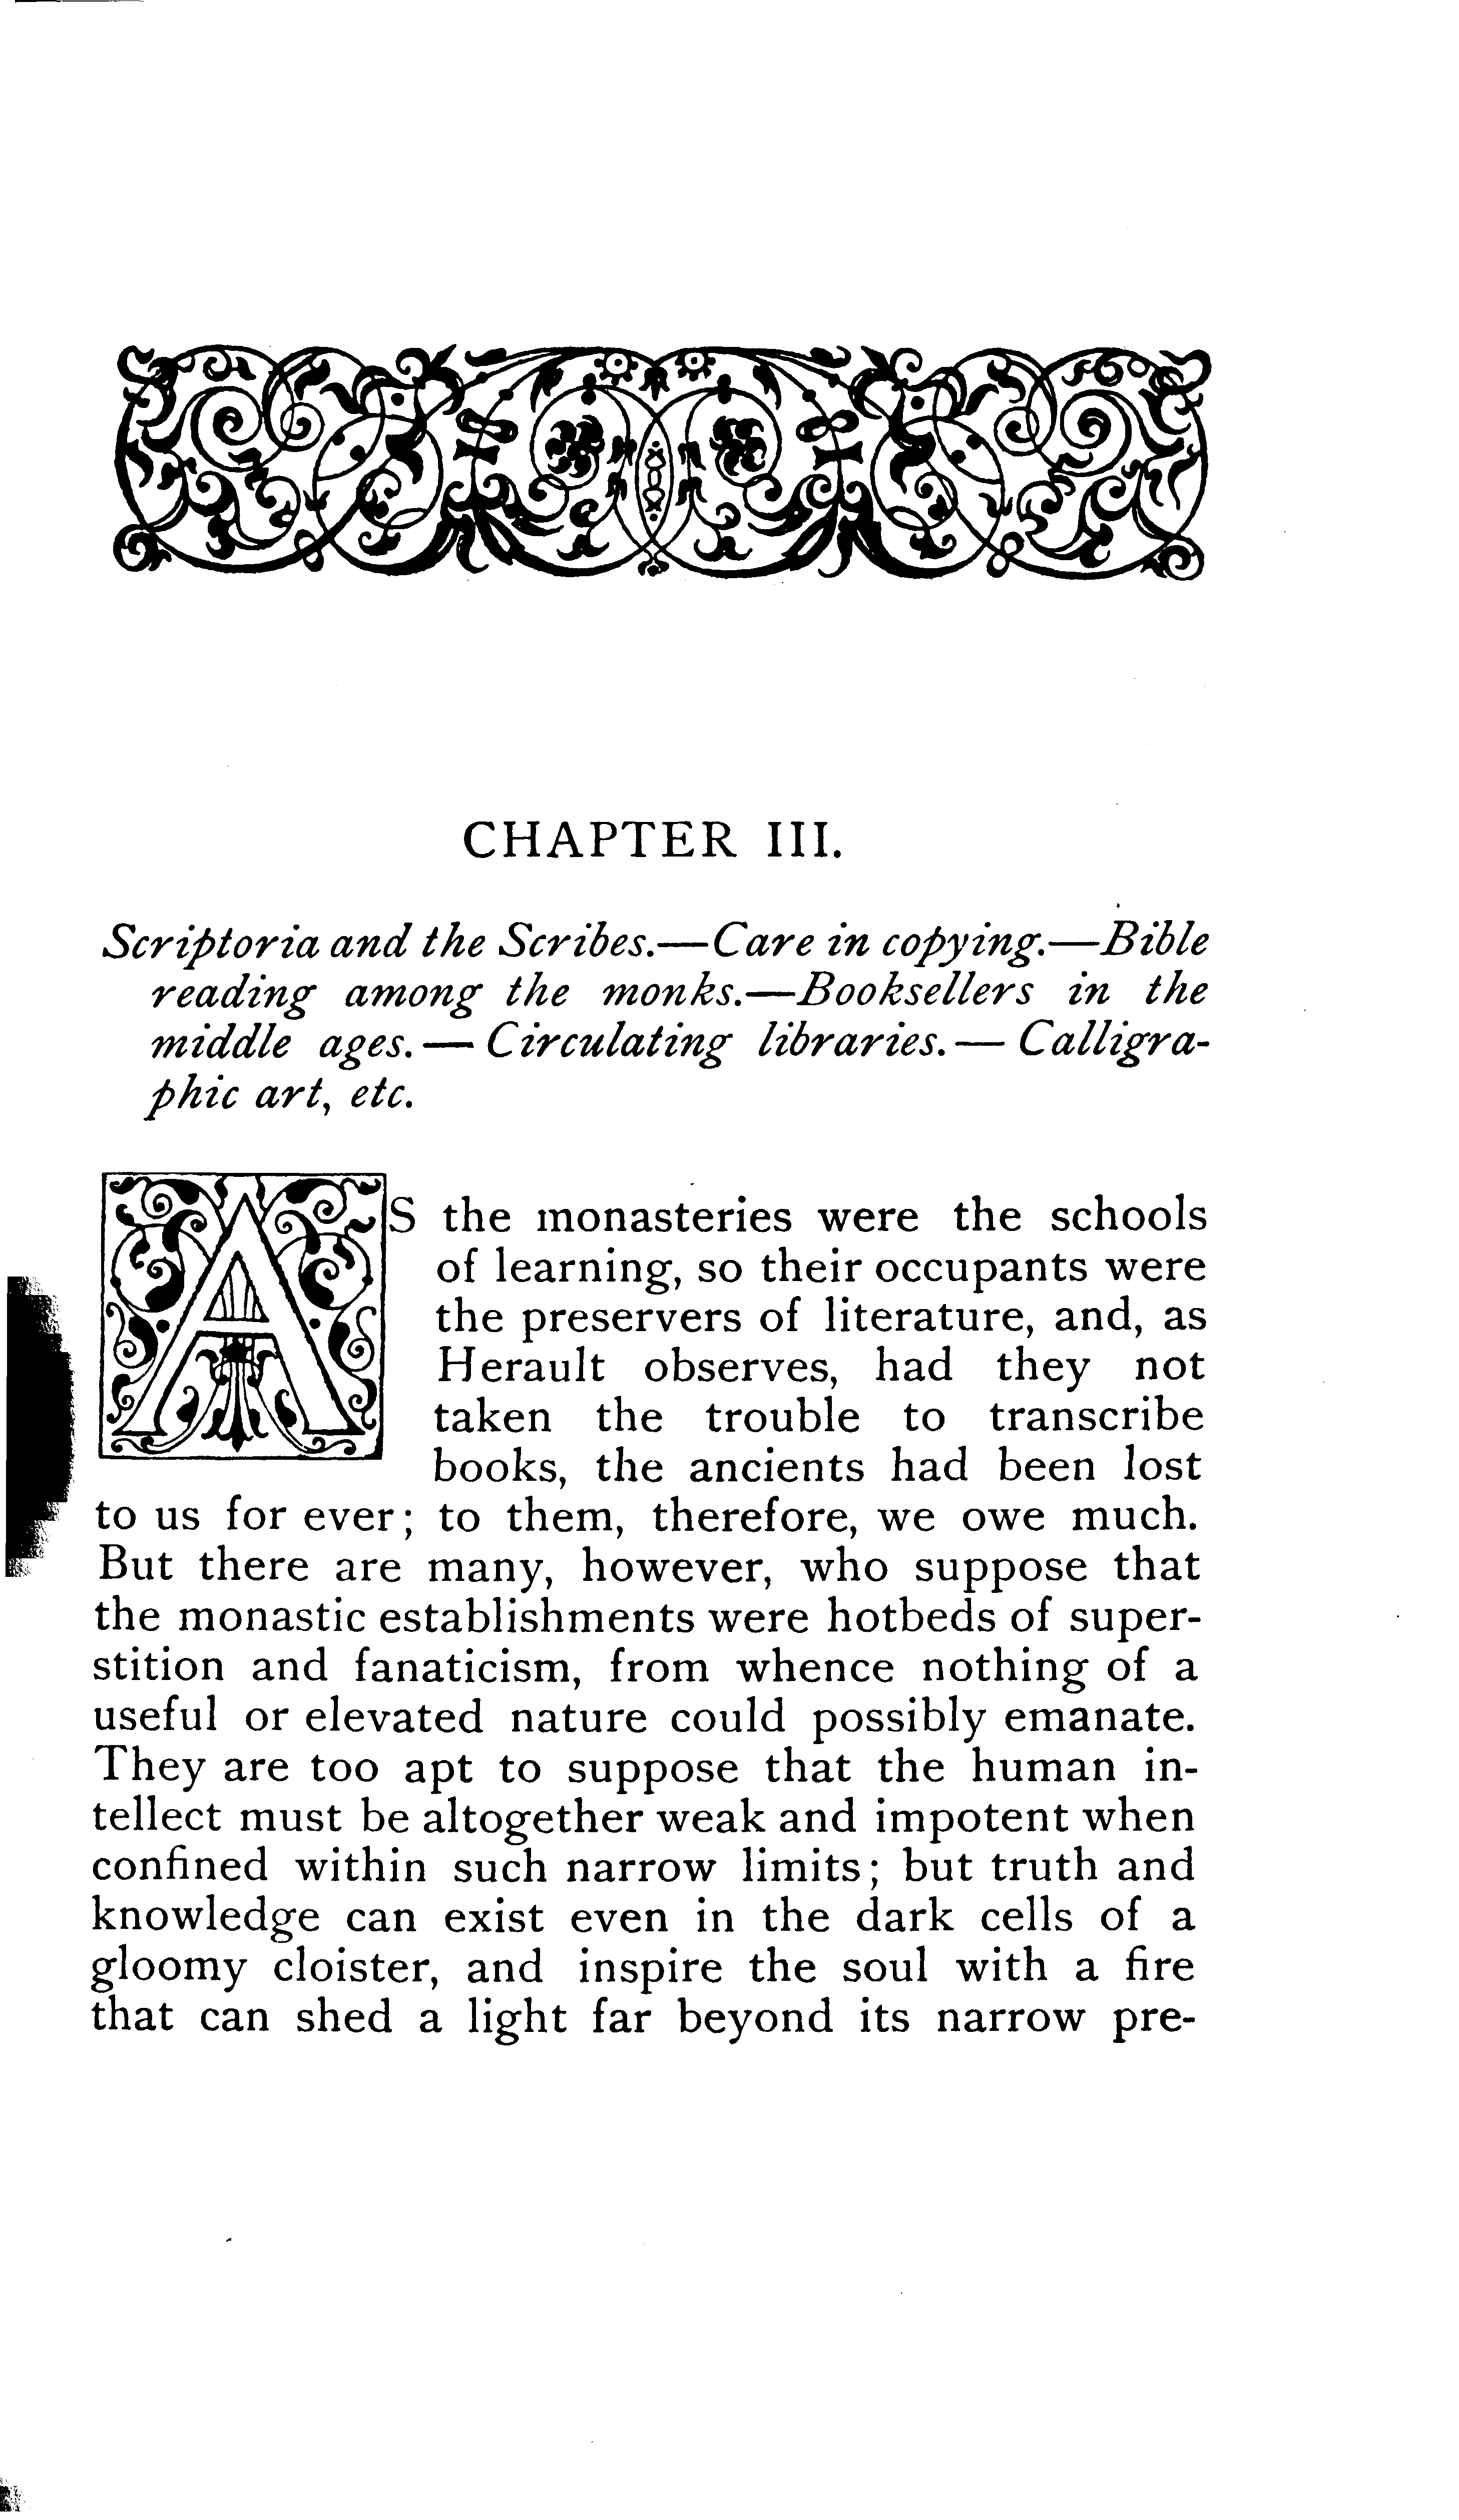 CHAPTER III.
Scriptoria and the Scribes.—Care in copying.—Bible
reading among the monks.—Booksellers in the
middle ages.—Circulating libraries.—Calligra-
phic art, etc.
AS the monasteries were the schools
of learning, so their occupants were
the preservers of literature, and, as
Herault observes, had they not
taken the trouble to transcribe
books, the ancients had been lost
to us for ever; to them, therefore, we owe much.
But there are many, however, who suppose that
the monastic establishments were hotbeds of super-
stition and fanaticism, from whence nothing of a
useful or elevated nature could possibly emanate.
They are too apt to suppose that the human in-
tellect must be altogether weak and impotent when
confined within such narrow limits; but truth and
knowledge can exist even in the dark cells of a
gloomy cloister, and inspire the soul with a fire
that can shed a light far beyond its narrow pre-